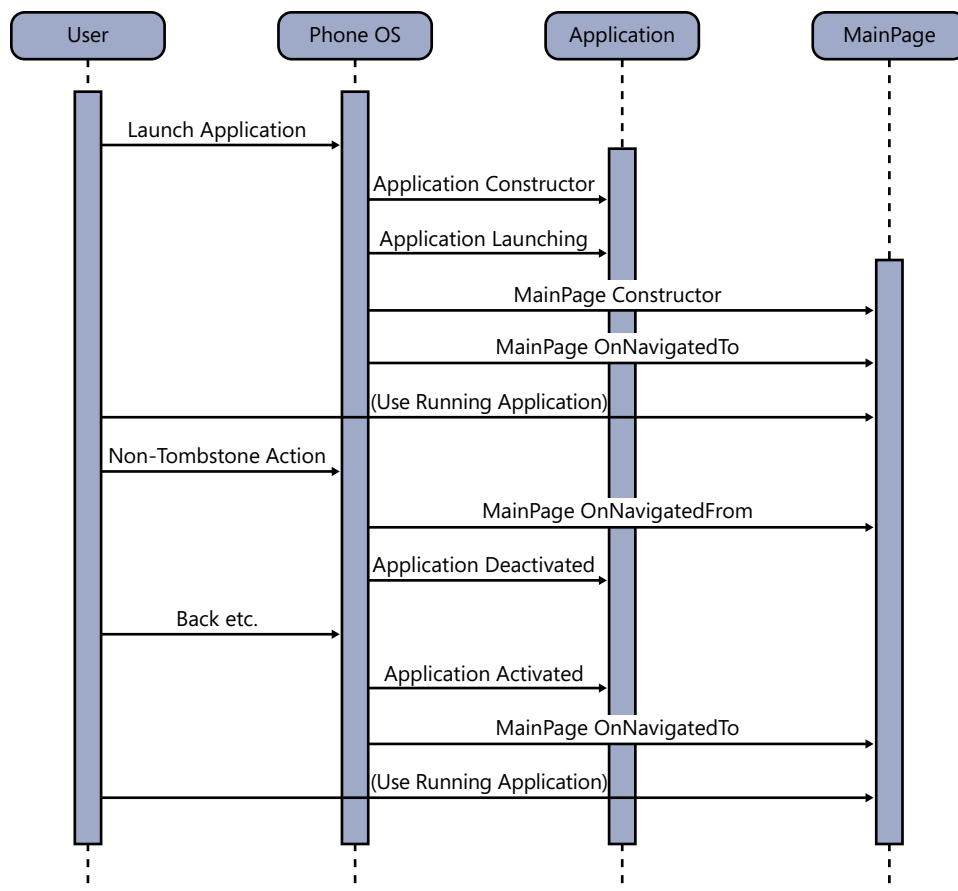 User
Phone OS
Application
MainPage
Launch Application
Application Constructor
Application Launching
MainPage Constructor
MainPage OnNavigatedTo
(Use Running Application)
Non-Tombstone Action
MainPage OnNavigatedFrom
Application Deactivated
Back etc.
Application Activated
MainPage OnNavigatedTo
(Use Running Application)